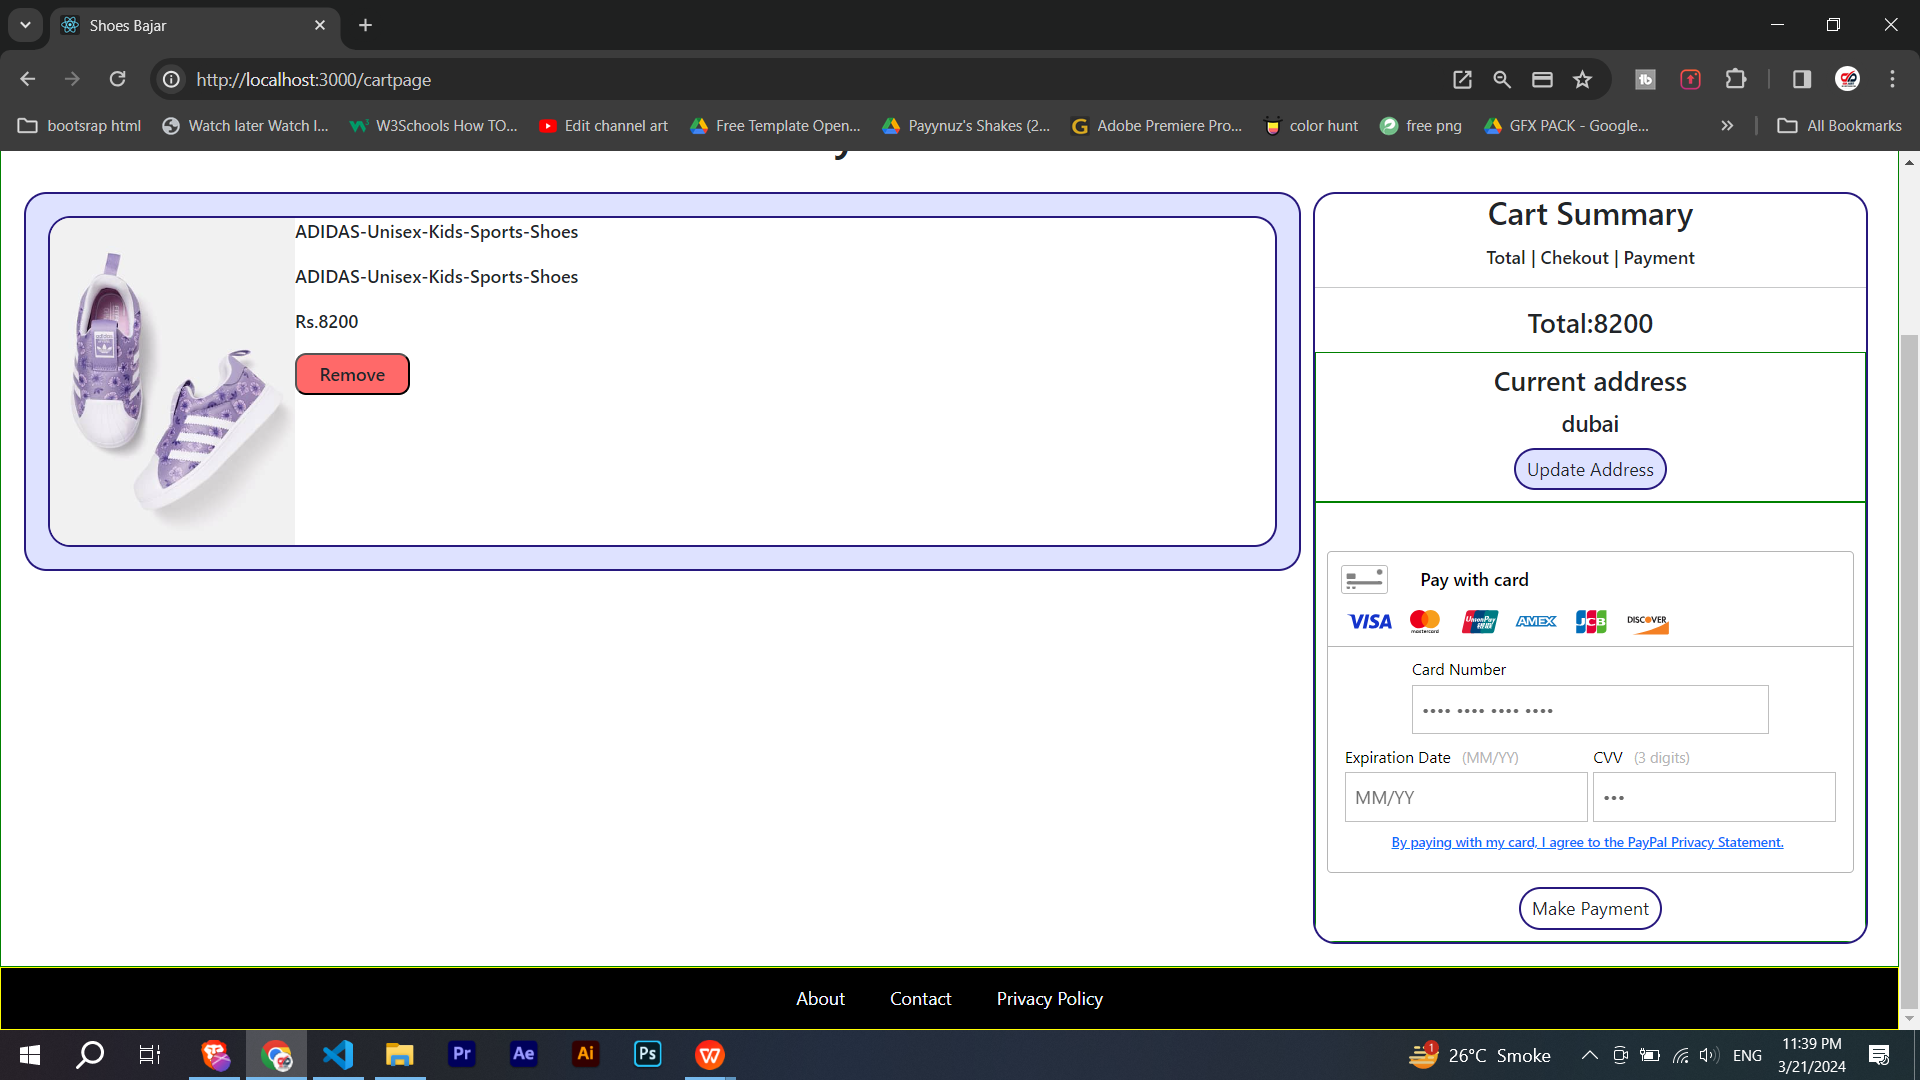 Shoes Bajar
http://localhost:3000/cartpage
bootsrap html
Watch later Watch l...
W3Schools How TO...
Edit channel art
Free Template Open...
Payynuz's Shakes (2...
Adobe Premiere Pro...
color hunt
free png
GFX PACK - Google...
All Bookmarks
ADIDAS-Unisex-Kids-Sports-Shoes
ADIDAS-Unisex-Kids-Sports-Shoes
Rs.8200
Remove
Cart Summary
Total | Chekout | Payment
Total:8200
Current address
dubai
Update Address
Pay with card
VISA mastercard UnionPay AMEX JCB DISCOVER
Card Number
•••• •••• •••• ••••
Expiration Date (MM/YY) CVV (3 digits)
MM/YY •••
By paying with my card, I agree to the PayPal Privacy Statement.
Make Payment
About Contact Privacy Policy
Pr Ae Ai Ps
1
26°C Smoke
ENG
11:39 PM
3/21/2024